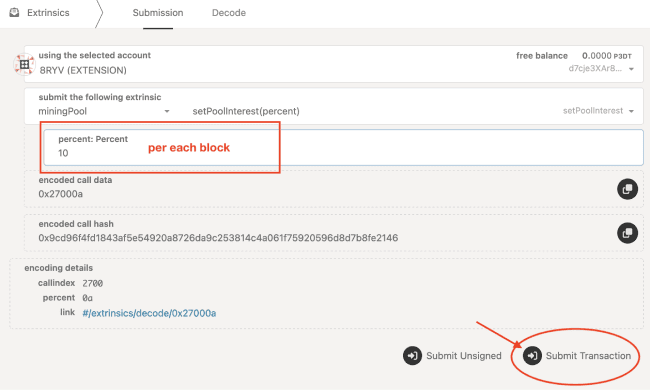 Extrinsics
Submission
Decode
using the selected account
8RYV (EXTENSION)
free balance 0.0000 P3DT
d7cje3XAr8...
submit the following extrinsic
miningPool
setPoolInterest(percent)
setPoolInterest
percent: Percent
10
per each block
encoded call data
0x27000a
encoded call hash
0x9cd96f4fd1843af5e54920a8726da9c253814c4a061f75920596d8d7b8fe2146
encoding details
callindex 2700
percent 0a
link #/extrinsics/decode/0x27000a
Submit Unsigned
Submit Transaction